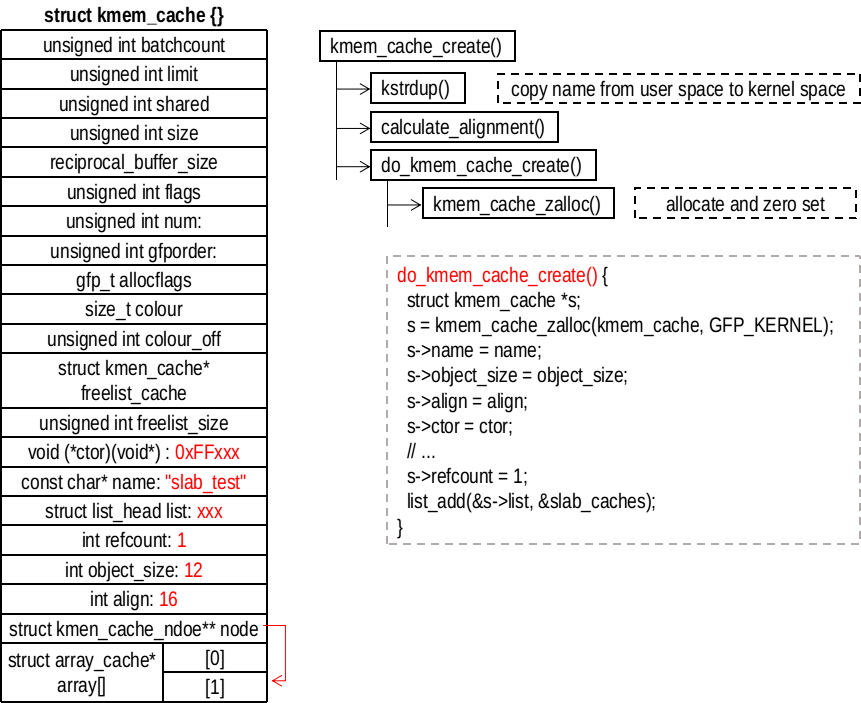 struct kmem_cache {}
unsigned int batchcount
unsigned int limit
unsigned int shared
unsigned int size
reciprocal_buffer_size
unsigned int flags
unsigned int num:
unsigned int gfporder:
gfp_t allocflags
size_t colour
unsigned int colour_off
struct kmen_cache*
freelist_cache
unsigned int freelist_size
void (*ctor)(void*) : 0xFFxxx
const char* name: "slab_test"
struct list_head list: xxx
int refcount: 1
int object_size: 12
int align: 16
struct kmen_cache_ndoe** node
struct array_cache*
array[]
[0]
[1]
kmem_cache_create()
kstrdup()
copy name from user space to kernel space
calculate_alignment()
do_kmem_cache_create()
kmem_cache_zalloc()
allocate and zero set
do_kmem_cache_create() {
struct kmem_cache *s;
s = kmem_cache_zalloc(kmem_cache, GFP_KERNEL);
s->name = name;
s->object_size = object_size;
s->align = align;
s->ctor = ctor;
// ...
s->refcount = 1;
list_add(&s->list, &slab_caches);
}